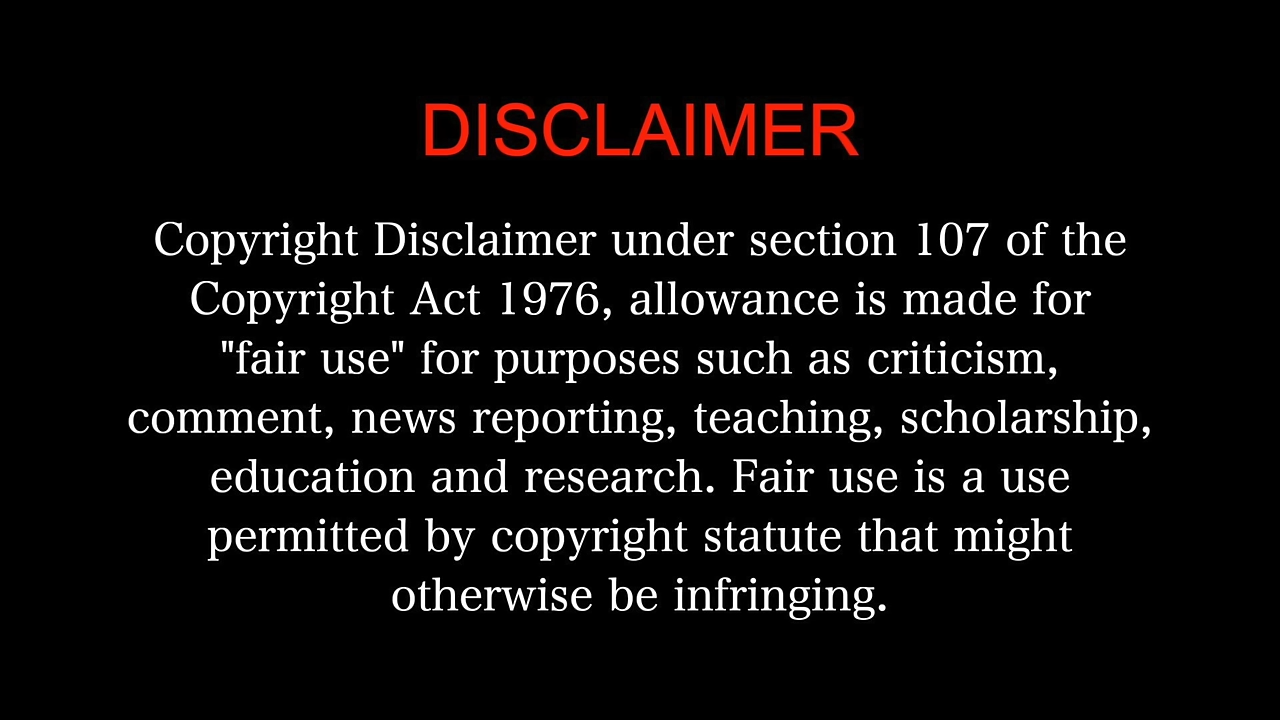 DISCLAIMER
Copyright Disclaimer under section 107 of the
Copyright Act 1976, allowance is made for
"fair use" for purposes such as criticism,
comment, news reporting, teaching, scholarship,
education and research. Fair use is a use
permitted by copyright statute that might
otherwise be infringing.